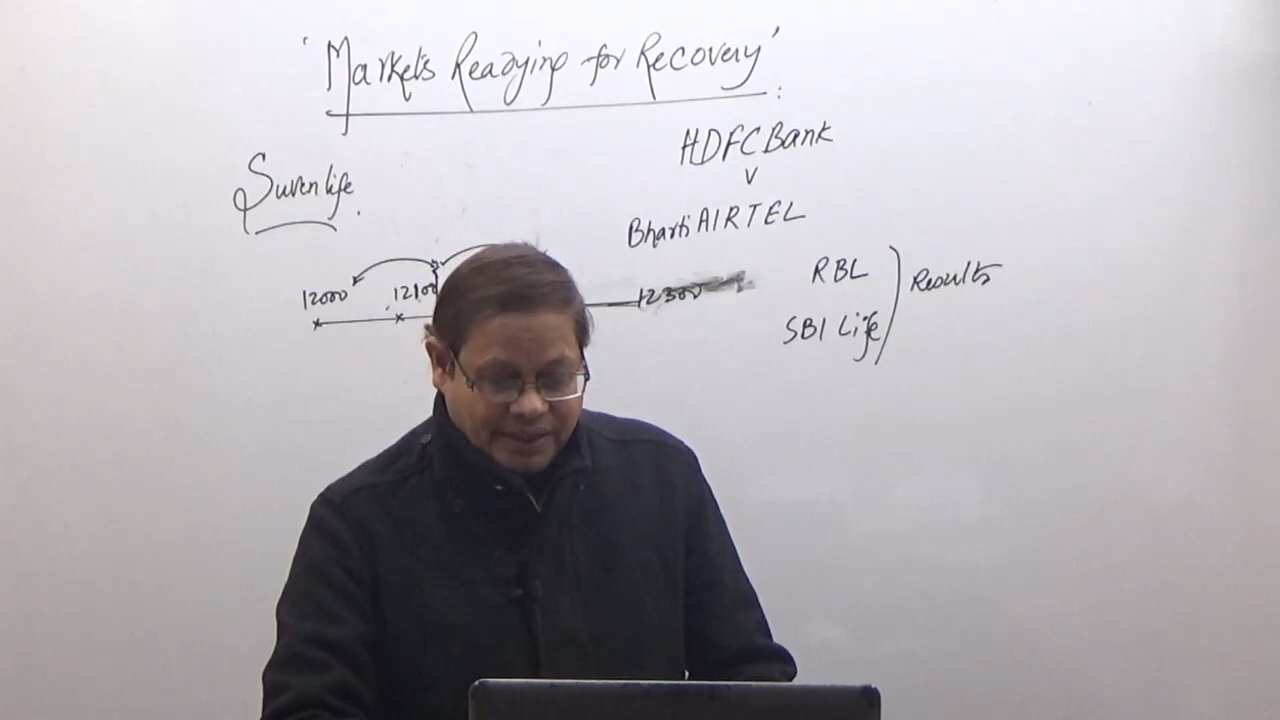 'Markets Readying for Recovery' :
HDFC Bank
v
Suven life.
Bharti AIRTEL
12000 12100 12300
RBL
SBI Life
Results